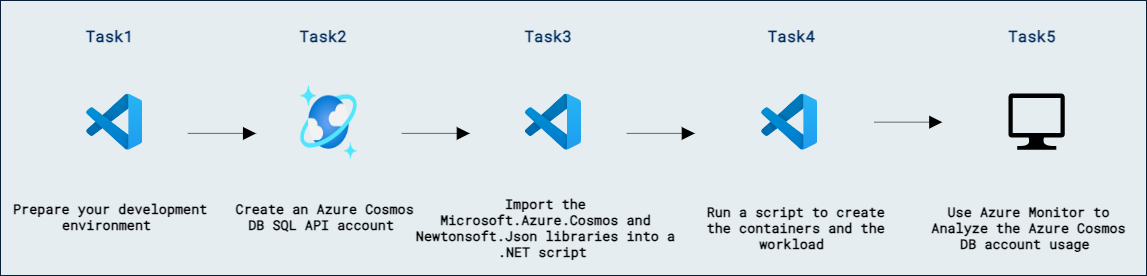 Task1
Task2
Task3
Task4
Task5
Prepare your development
environment
Create an Azure Cosmos
DB SQL API account
Import the
Microsoft.Azure.Cosmos and
Newtonsoft.Json libraries into a
.NET script
Run a script to create
the containers and the
workload
Use Azure Monitor to
Analyze the Azure Cosmos
DB account usage